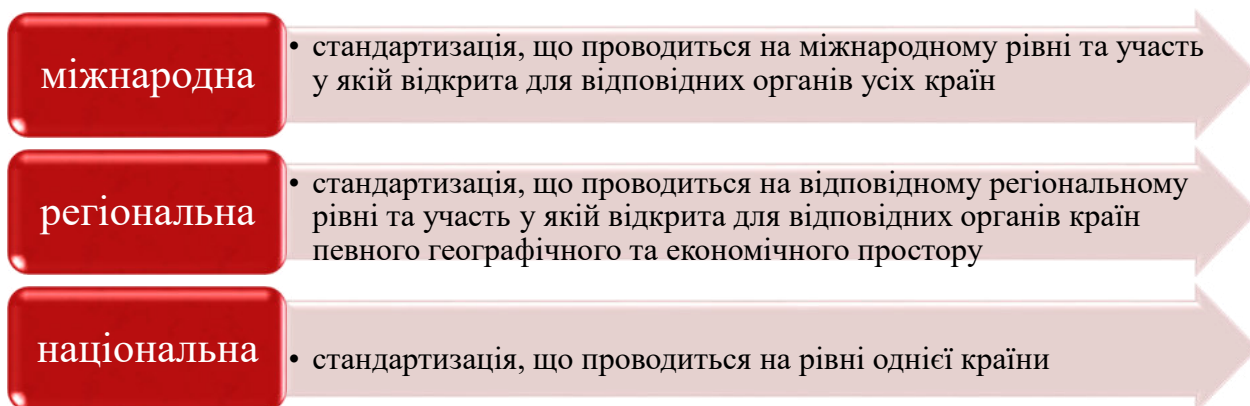 міжнародна
• стандартизація, що проводиться на міжнародному рівні та участь
у якій відкрита для відповідних органів усіх країн
регіональна
• стандартизація, що проводиться на відповідному регіональному
рівні та участь у якій відкрита для відповідних органів країн
певного географічного та економічного простору
національна
• стандартизація, що проводиться на рівні однієї країни